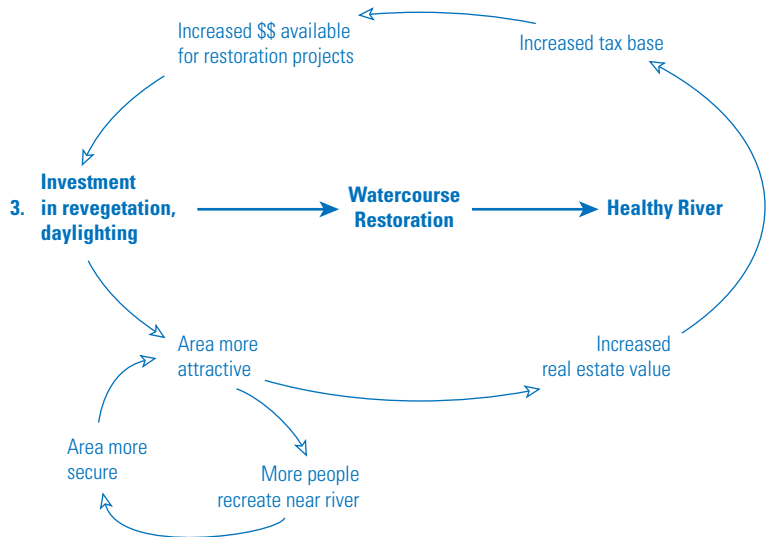 Increased $$ available
for restoration projects
Increased tax base
3.
Investment
in revegetation,
daylighting
Watercourse
Restoration
Healthy River
Area more
attractive
Increased
real estate value
Area more
secure
More people
recreate near river